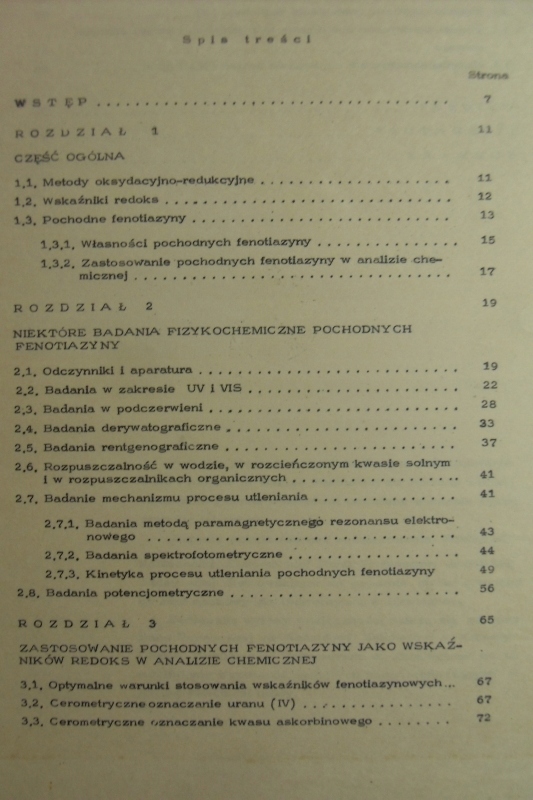 Spis treści
Strona
WSTĘP ........................................ 7
ROZDZIAŁ 1 11
CZĘŚĆ OGÓLNA
1.1. Metody oksydacyjno-redukcyjne .................... 11
1.2. Wskaźniki redoks .............................. 12
1.3. Pochodne fenotiazyny ........................... 13
1.3.1. Własności pochodnych fenotiazyny ............... 15
1.3.2. Zastosowanie pochodnych fenotiazyny w analizie che-
micznej .................................. 17
ROZDZIAŁ 2 19
NIEKTÓRE BADANIA FIZYKOCHEMICZNE POCHODNYCH
FENOTIAZYNY
2.1. Odczynniki i aparatura ........................... 19
2.2. Badania w zakresie UV i VIS ...................... 22
2.3. Badania w podczerwieni .......................... 28
2.4. Badania derywatograficzne ........................ 33
2.5. Badania rentgenograficzne ........................ 37
2.6. Rozpuszczalność w wodzie, w rozcieńczonym kwasie solnym
i w rozpuszczalnikach organicznych ................. 41
2.7. Badanie mechanizmu procesu utleniania ............... 41
2.7.1. Badania metodą paramagnetycznego rezonansu elektro-
nowego ................................ 43
2.7.2. Badania spektrofotometryczne .................. 44
2.7.3. Kinetyka procesu utleniania pochodnych fenotiazyny 49
2.8. Badania potencjometryczne ........................ 56
ROZDZIAŁ 3 65
ZASTOSOWANIE POCHODNYCH FENOTIAZYNY JAKO WSKAŹ-
NIKÓW REDOKS W ANALIZIE CHEMICZNEJ
3.1. Optymalne warunki stosowania wskaźników fenotiazynowych ... 67
3.2. Cerometryczne oznaczanie uranu (IV) ............... 67
3.3. Cerometryczne oznaczanie kwasu askorbinowego ........ 72